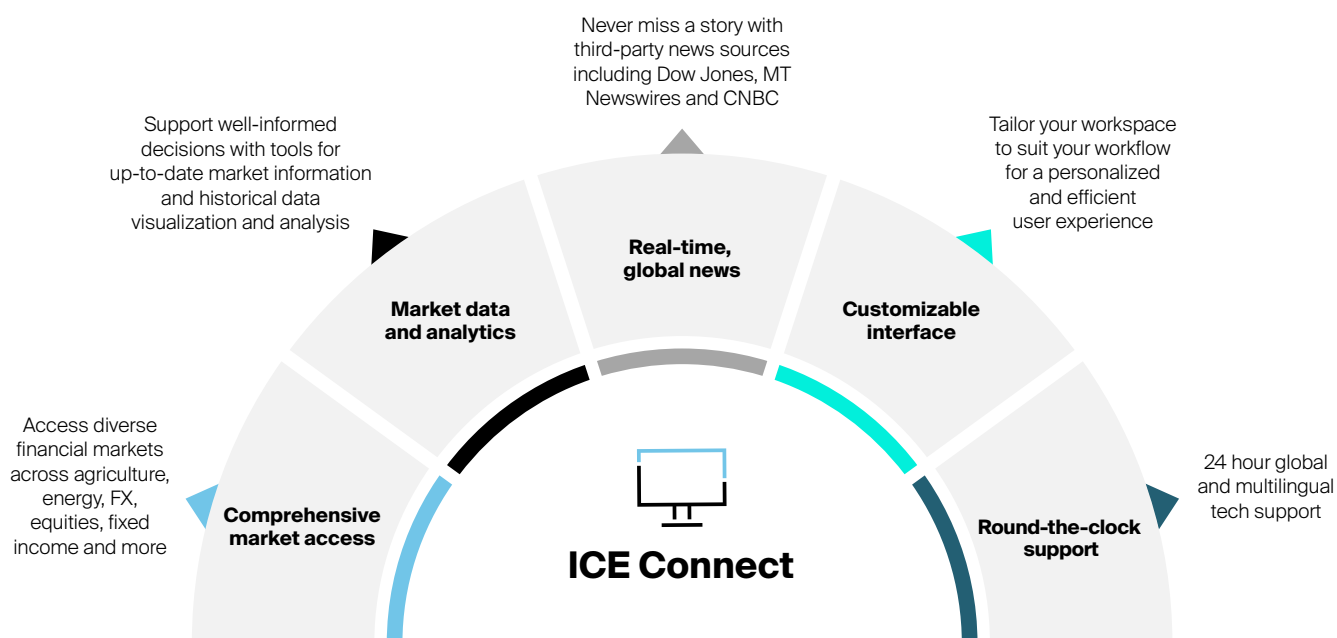 Never miss a story with
third-party news sources
including Dow Jones, MT
Newswires and CNBC
Support well-informed
decisions with tools for
up-to-date market information
and historical data
visualization and analysis
Tailor your workspace
to suit your workflow
for a personalized
and efficient
user experience
Real-time,
global news
Market data
and analytics
Customizable
interface
Access diverse
financial markets
across agriculture,
energy, FX,
equities, fixed
income and more
24 hour global
and multilingual
tech support
Comprehensive
market access
Round-the-clock
support
ICE Connect